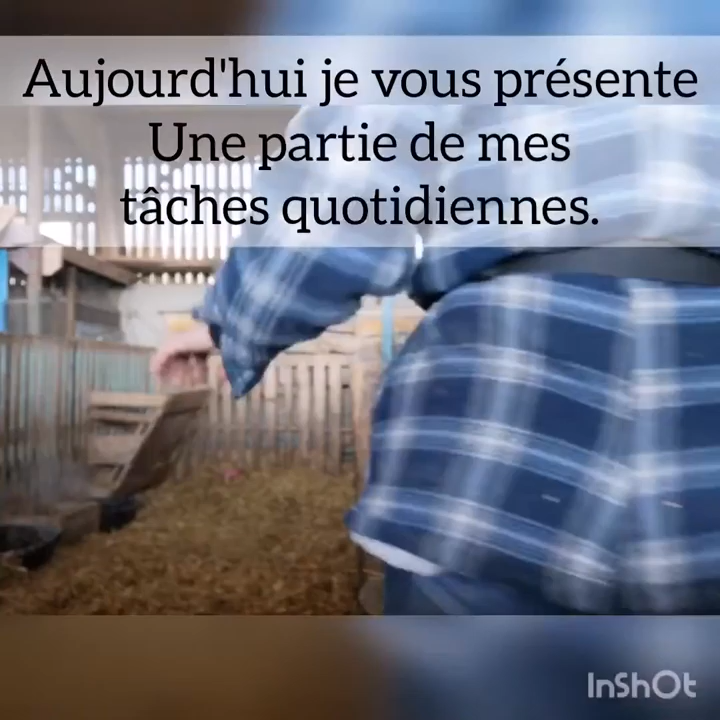 Aujourd'hui je vous présente
Une partie de mes
tâches quotidiennes.
InShOt